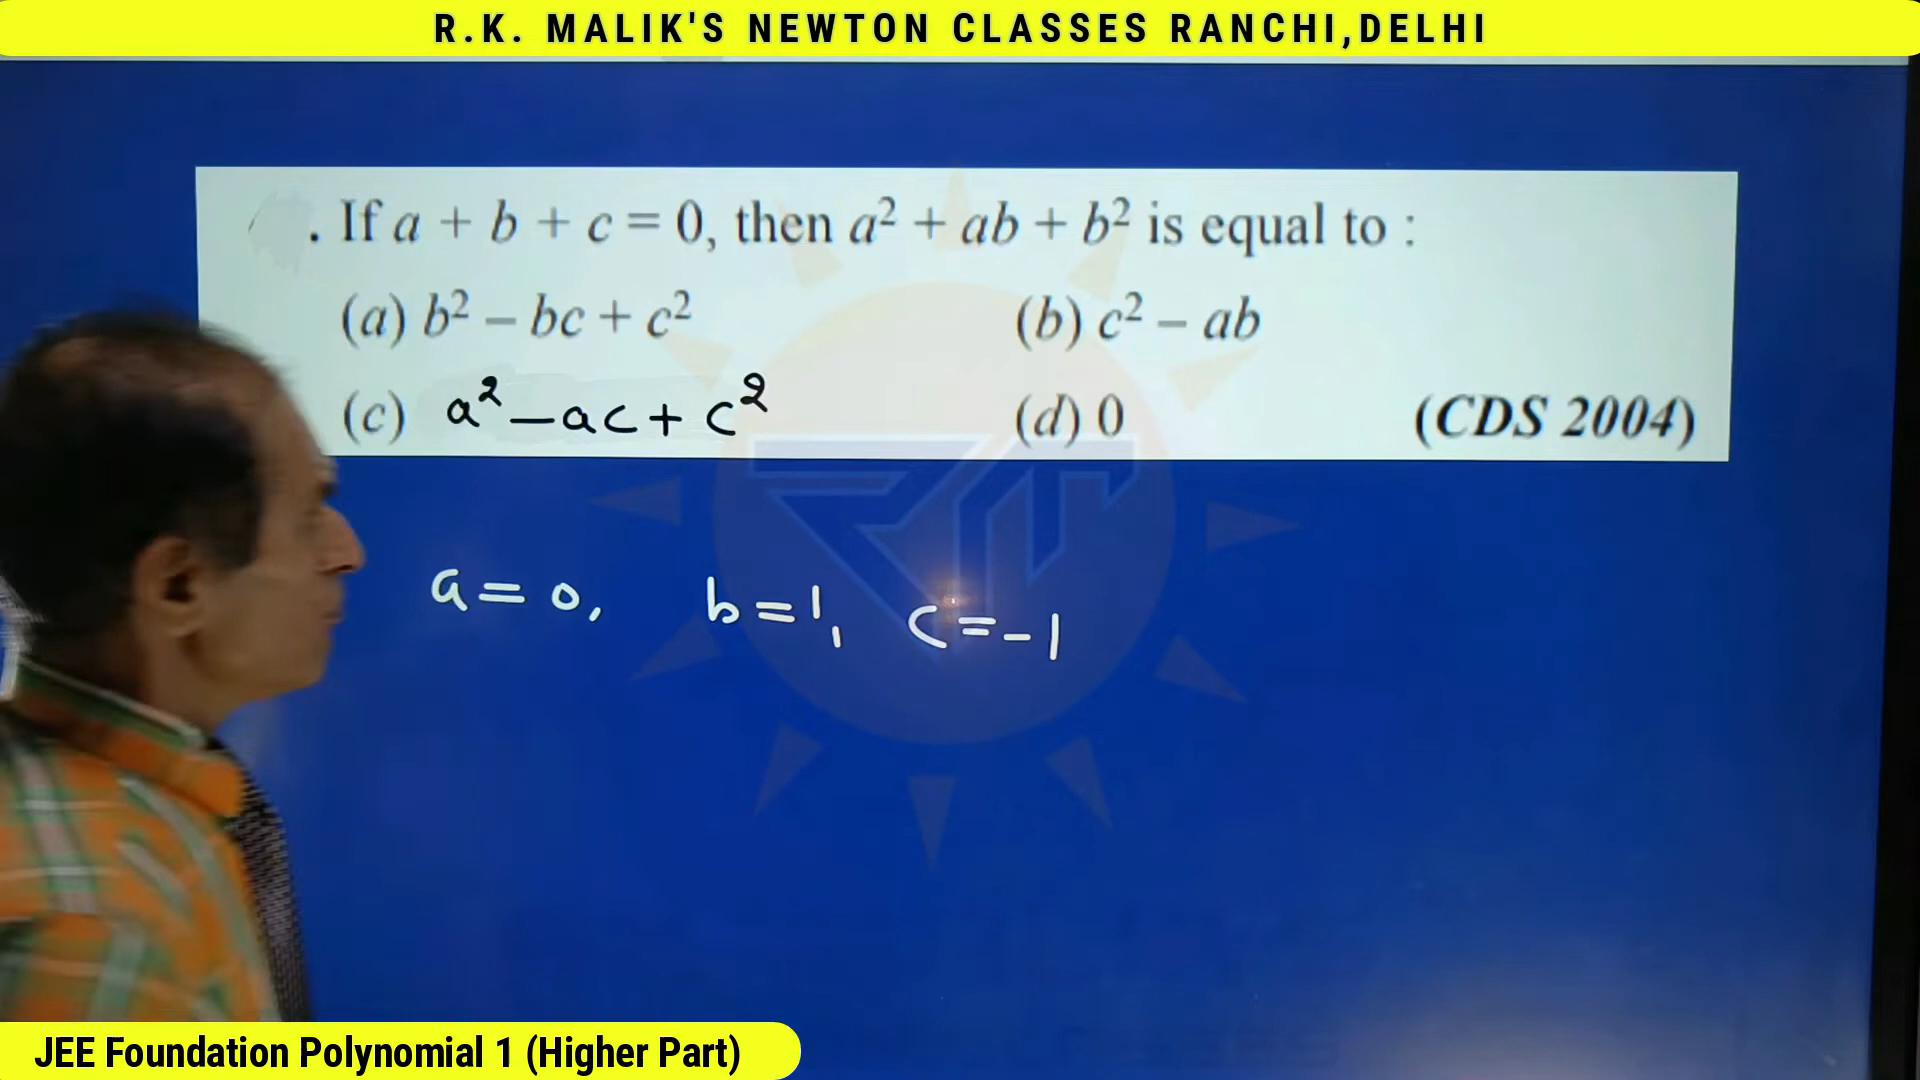 R.K. MALIK'S NEWTON CLASSES RANCHI,DELHI
. If a + b + c = 0, then a² + ab + b² is equal to :
(a) b² – bc + c² (b) c² – ab
(c) a² – ac + c² (d) 0 (CDS 2004)
a = 0, b = 1, c = -1
JEE Foundation Polynomial 1 (Higher Part)